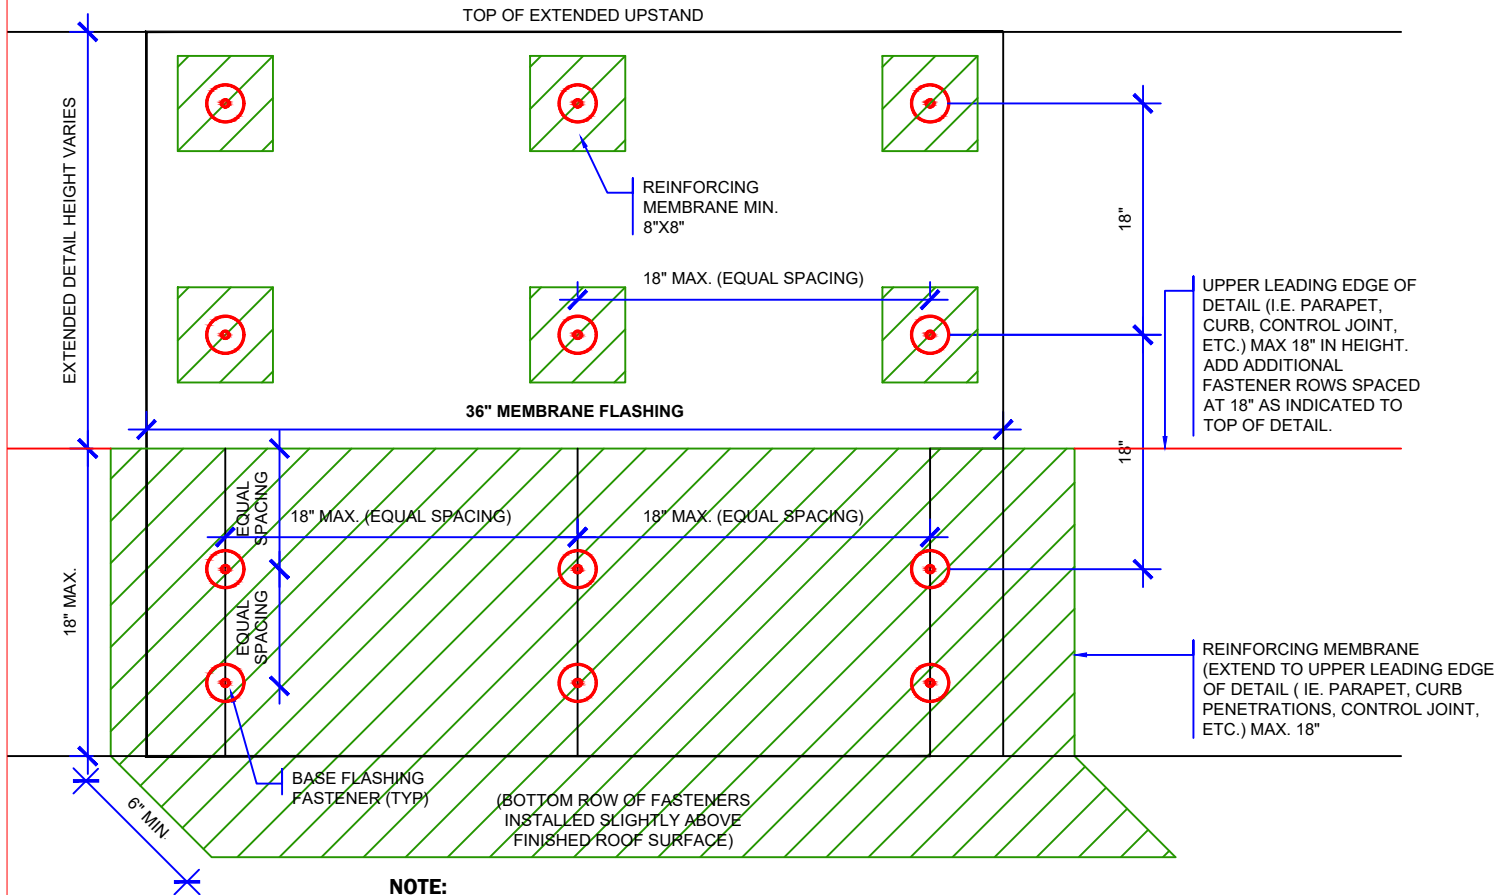 TOP OF EXTENDED UPSTAND
EXTENDED DETAIL HEIGHT VARIES
REINFORCING
MEMBRANE MIN.
8"X8"
18"
18" MAX. (EQUAL SPACING)
UPPER LEADING EDGE OF
DETAIL (I.E. PARAPET,
CURB, CONTROL JOINT,
ETC.) MAX 18" IN HEIGHT.
ADD ADDITIONAL
FASTENER ROWS SPACED
AT 18" AS INDICATED TO
TOP OF DETAIL.
36" MEMBRANE FLASHING
18"
EQUAL
SPACING
18" MAX. (EQUAL SPACING)
18" MAX. (EQUAL SPACING)
18" MAX.
EQUAL
SPACING
REINFORCING MEMBRANE
(EXTEND TO UPPER LEADING EDGE
OF DETAIL ( IE. PARAPET, CURB
PENETRATIONS, CONTROL JOINT,
ETC.) MAX. 18"
BASE FLASHING
FASTENER (TYP)
6" MIN.
(BOTTOM ROW OF FASTENERS
INSTALLED SLIGHTLY ABOVE
FINISHED ROOF SURFACE)
NOTE: